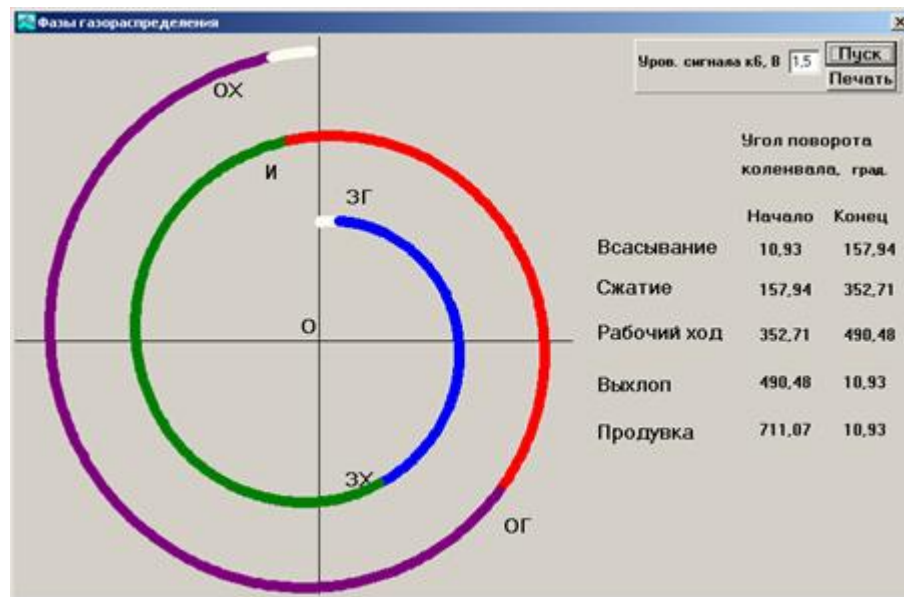 Фазы газораспределения
Уров. сигнала кб, В 1,5 Пуск
Печать
ОХ
И
ЗГ
О
ЗХ
ОГ
Угол поворота
коленвала, град.
Начало Конец
Всасывание 10,93 157,94
Сжатие 157,94 352,71
Рабочий ход 352,71 490,48
Выхлоп 490,48 10,93
Продувка 711,07 10,93